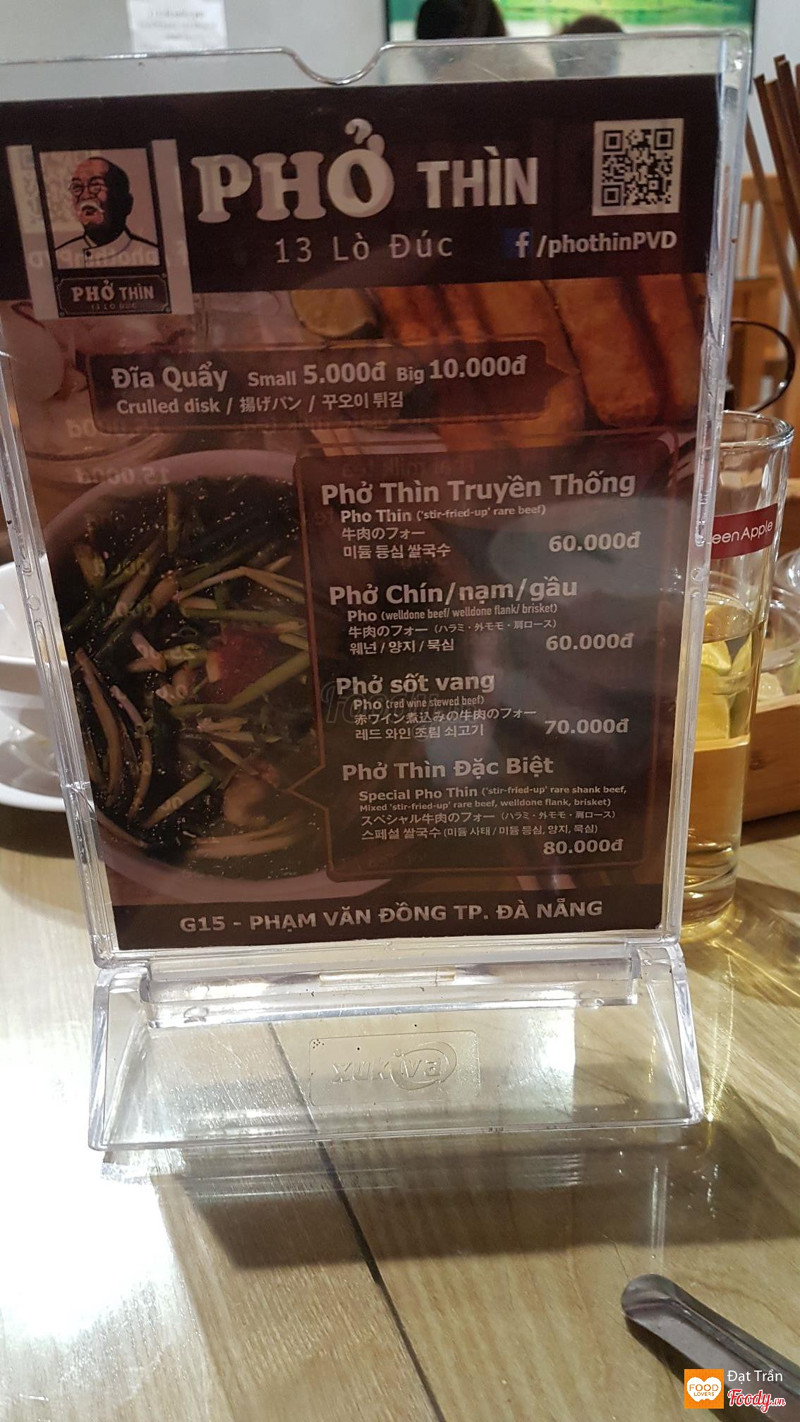 PHỞ THÌN
13 Lò Đúc
f/phothinPVD
PHỞ THÌN
13 LÒ ĐÚC
Đĩa Quẩy Small 5.000đ Big 10.000đ
Crulled disk / 揚げパン / 꾸오이 튀김
Phở Thìn Truyền Thống
Pho Thin ('stir-fried-up' rare beef)
牛肉のフォー
미듐 등심 쌀국수 60.000đ
Phở Chín/nạm/gầu
Pho (welldone beef/ welldone flank/ brisket)
牛肉のフォー (ハラミ・外モモ・肩ロース)
웨넌 / 양지 / 목심 60.000đ
Phở sốt vang
Pho (red wine stewed beef)
赤ワイン煮込みの牛肉のフォー
레드 와인 조림 쇠고기 70.000đ
Phở Thìn Đặc Biệt
Special Pho Thin ('stir-fried-up' rare shank beef,
Mixed 'stir-fried-up' rare beef, welldone flank, brisket)
スペシャル牛肉のフォー (ハラミ・外モモ・肩ロース)
스페셜 쌀국수 (미듐 사태 / 미듐 등심, 양지, 목심)
80.000đ
G15 - PHẠM VĂN ĐỒNG TP. ĐÀ NẴNG
een Apple
xukiva
FOOD LOVERS
Đạt Trần
Foody.vn